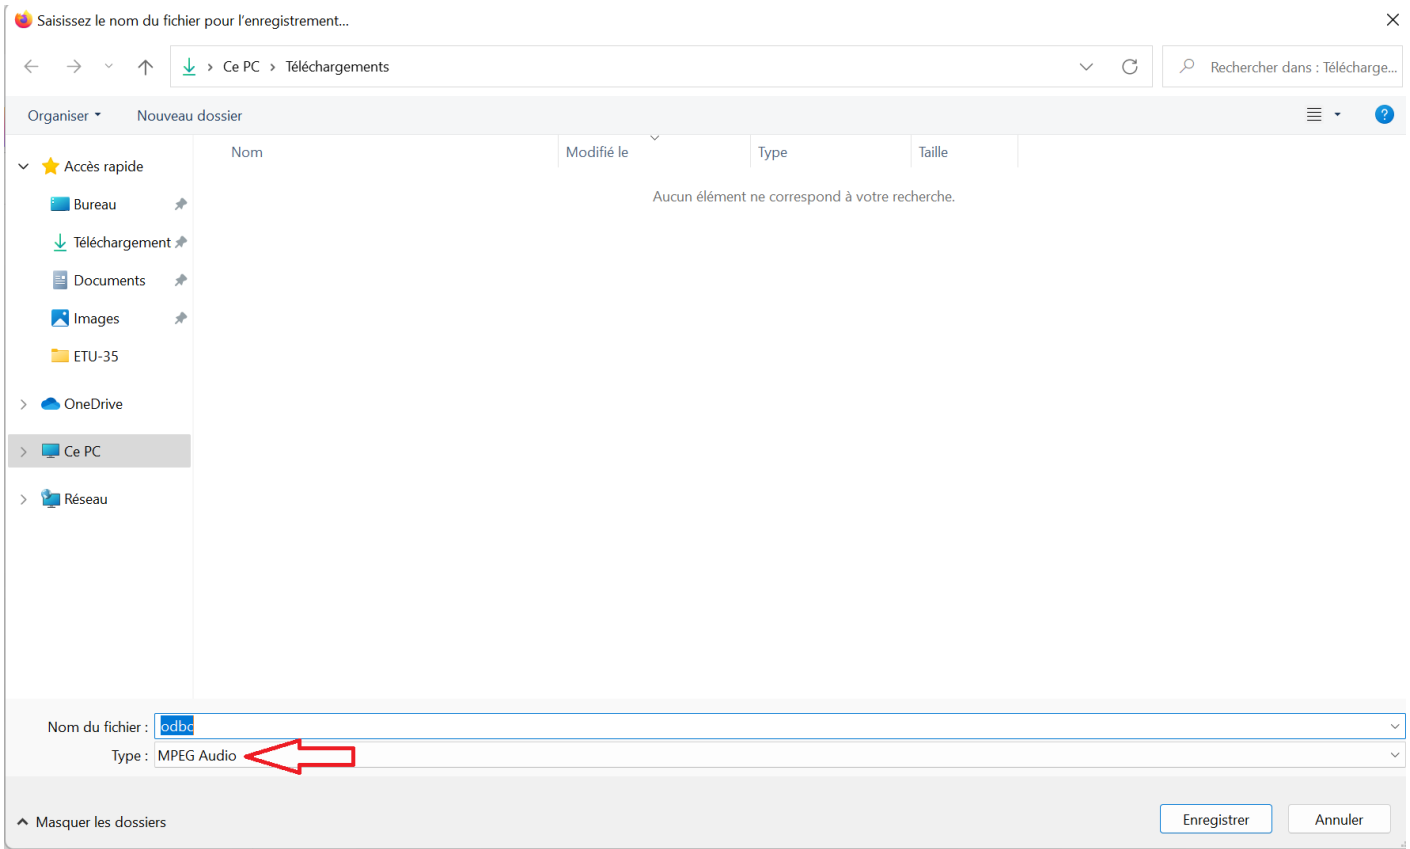 Saisissez le nom du fichier pour l'enregistrement...
Ce PC > Téléchargements
Rechercher dans : Télécharge...
Organiser
Nouveau dossier
?
Nom
Modifié le
Type
Taille
Aucun élément ne correspond à votre recherche.
Accès rapide
Bureau
Téléchargement
Documents
Images
ETU-35
OneDrive
Ce PC
Réseau
Nom du fichier : odbc
Type : MPEG Audio
Masquer les dossiers
Enregistrer
Annuler